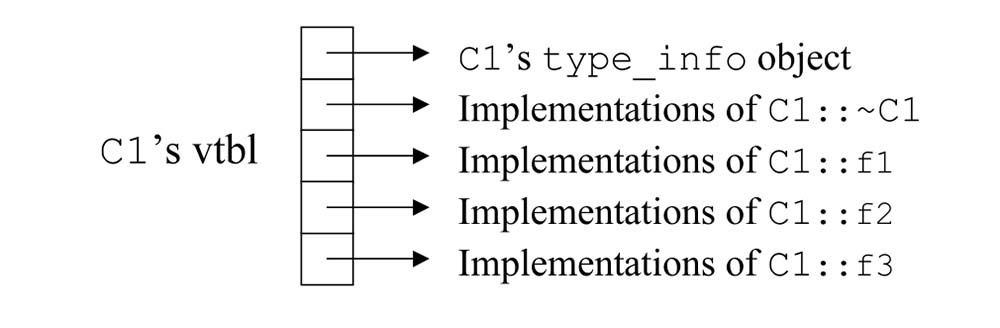 C1's type_info object
Implementations of C1::~C1
C1's vtbl
Implementations of C1::f1
Implementations of C1::f2
Implementations of C1::f3